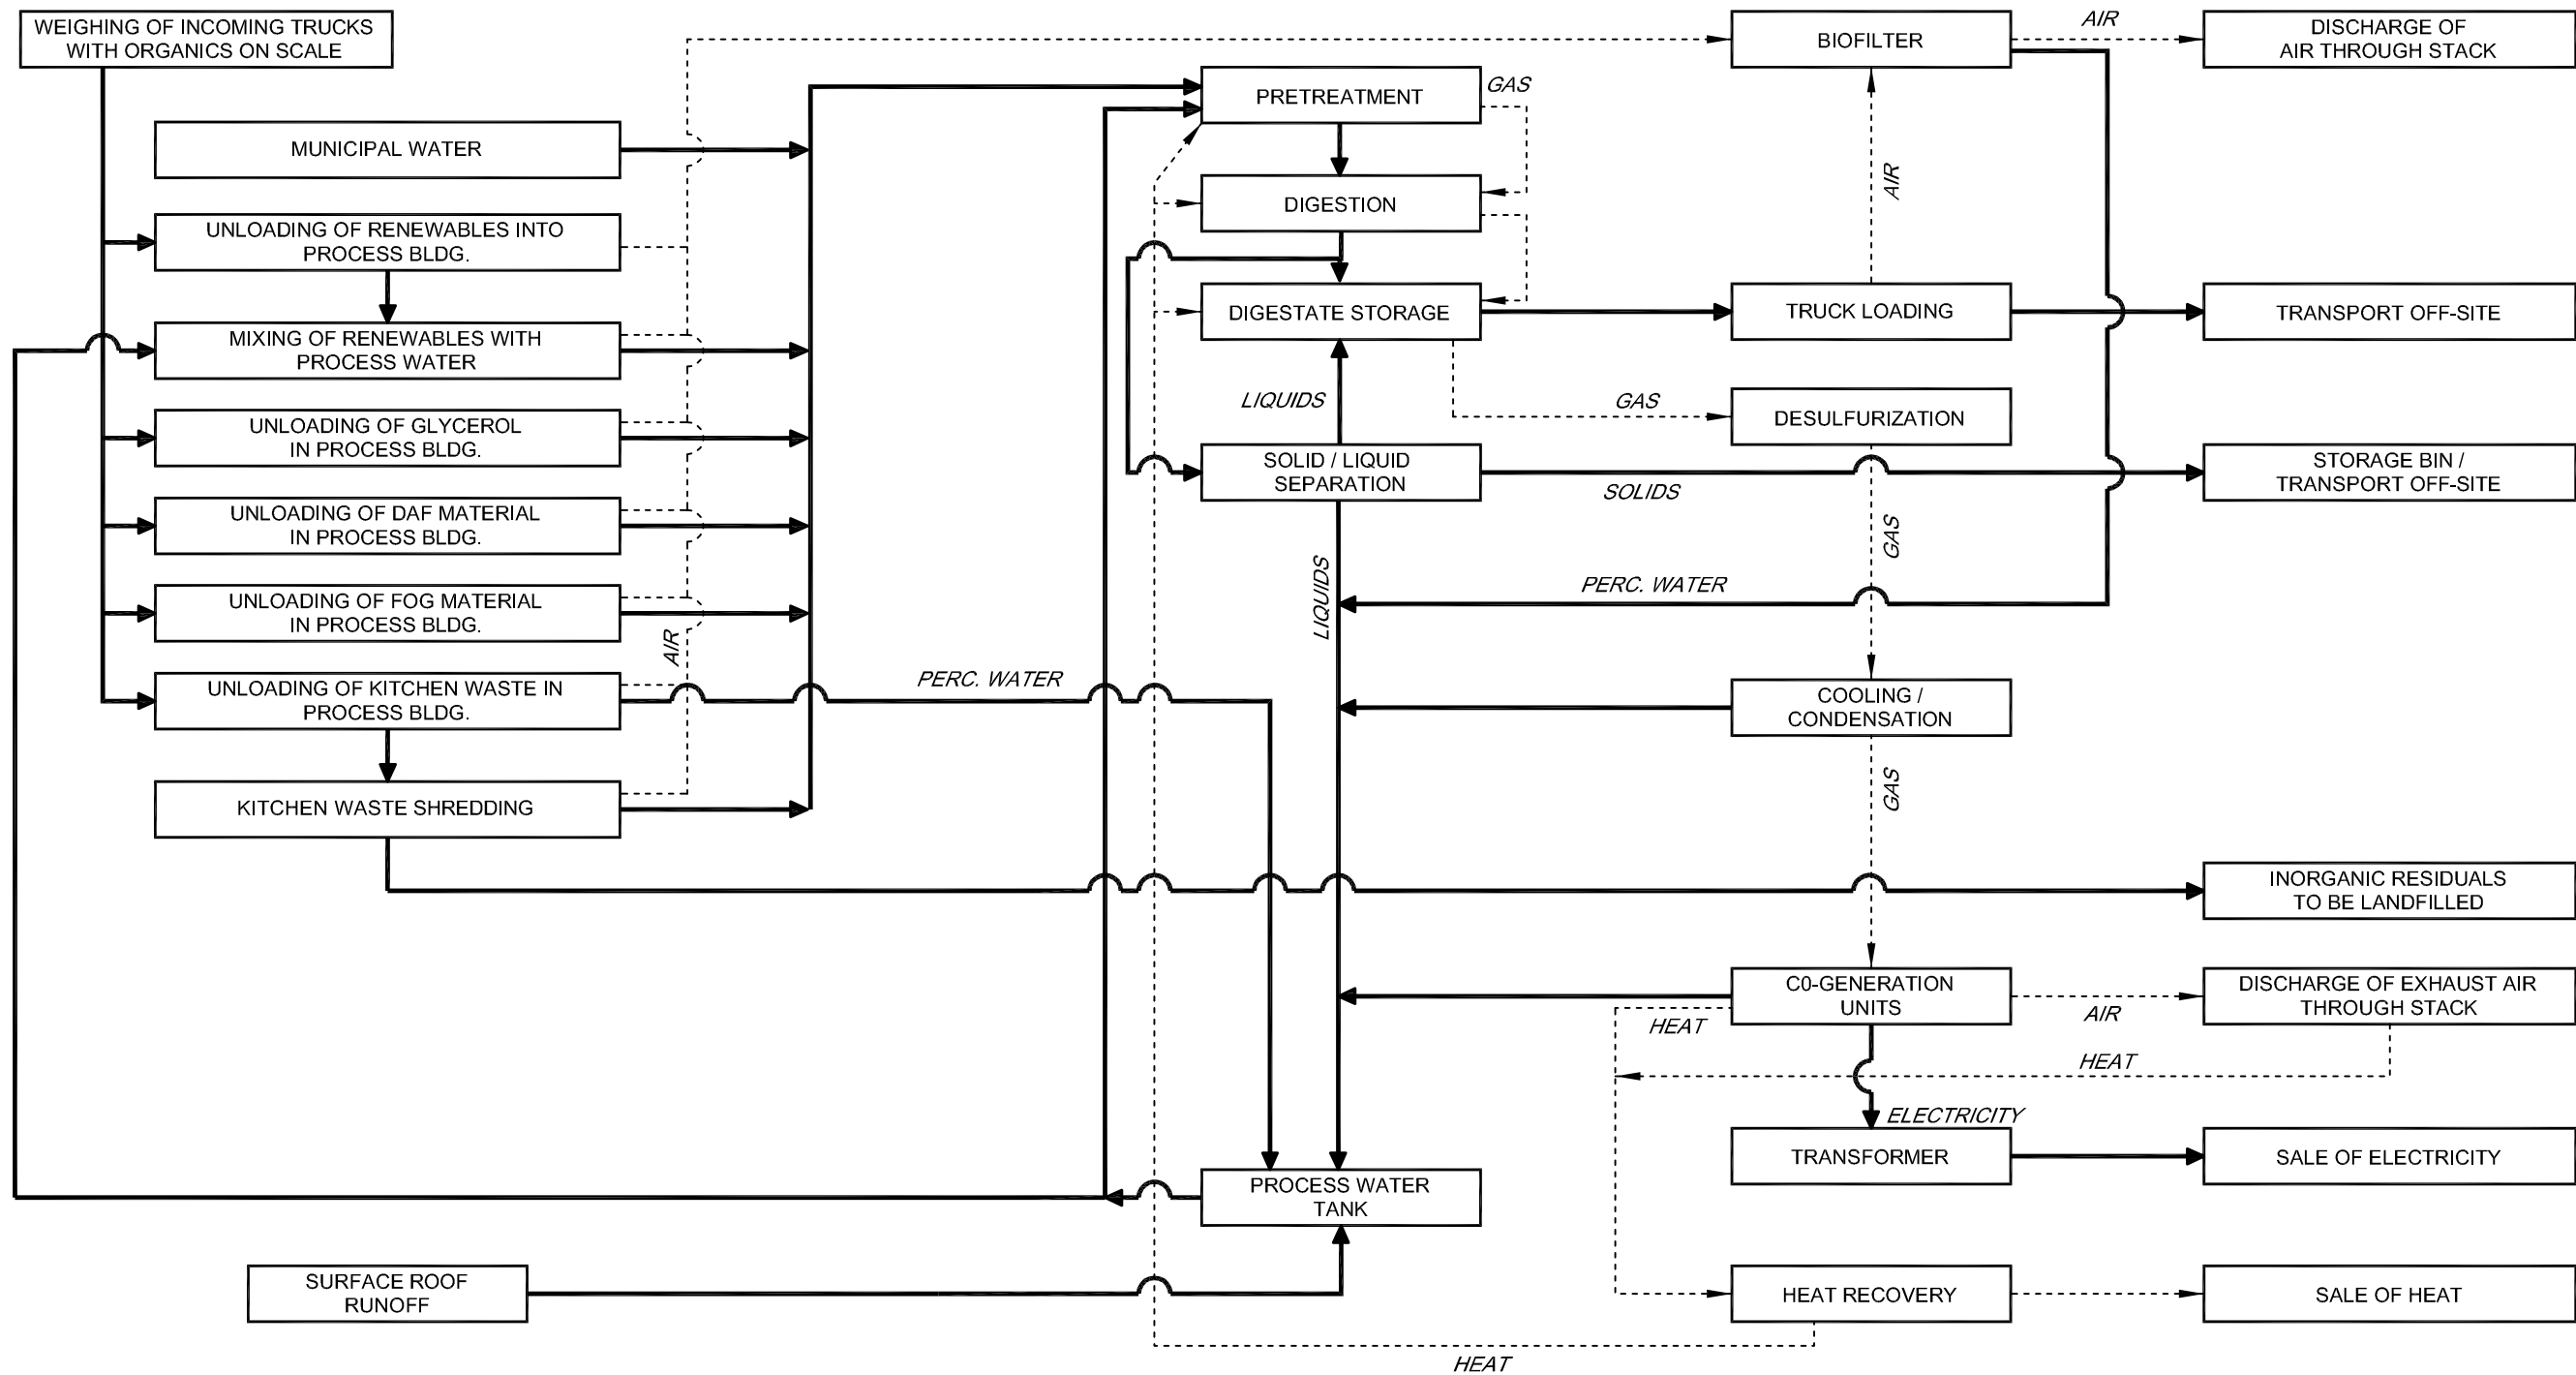 WEIGHING OF INCOMING TRUCKS
WITH ORGANICS ON SCALE
MUNICIPAL WATER
UNLOADING OF RENEWABLES INTO
PROCESS BLDG.
MIXING OF RENEWABLES WITH
PROCESS WATER
UNLOADING OF GLYCEROL
IN PROCESS BLDG.
UNLOADING OF DAF MATERIAL
IN PROCESS BLDG.
UNLOADING OF FOG MATERIAL
IN PROCESS BLDG.
AIR
UNLOADING OF KITCHEN WASTE IN
PROCESS BLDG.
PERC. WATER
KITCHEN WASTE SHREDDING
SURFACE ROOF
RUNOFF
PRETREATMENT
GAS
DIGESTION
DIGESTATE STORAGE
LIQUIDS
GAS
SOLID / LIQUID
SEPARATION
SOLIDS
LIQUIDS
PERC. WATER
PROCESS WATER
TANK
HEAT
BIOFILTER
AIR
AIR
TRUCK LOADING
DESULFURIZATION
GAS
COOLING /
CONDENSATION
GAS
C0-GENERATION
UNITS
HEAT
AIR
HEAT
ELECTRICITY
TRANSFORMER
HEAT RECOVERY
DISCHARGE OF
AIR THROUGH STACK
TRANSPORT OFF-SITE
STORAGE BIN /
TRANSPORT OFF-SITE
INORGANIC RESIDUALS
TO BE LANDFILLED
DISCHARGE OF EXHAUST AIR
THROUGH STACK
SALE OF ELECTRICITY
SALE OF HEAT